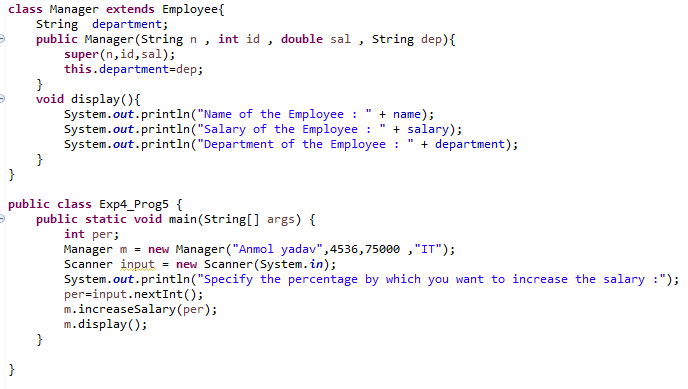 class Manager extends Employee{
    String  department;
    public Manager(String n , int id , double sal , String dep){
        super(n,id,sal);
        this.department=dep;
    }
    void display(){
        System.out.println("Name of the Employee : " + name);
        System.out.println("Salary of the Employee : " + salary);
        System.out.println("Department of the Employee : " + department);
    }
}

public class Exp4_Prog5 {
    public static void main(String[] args) {
        int per;
        Manager m = new Manager("Anmol yadav",4536,75000 ,"IT");
        Scanner input = new Scanner(System.in);
        System.out.println("Specify the percentage by which you want to increase the salary :");
        per=input.nextInt();
        m.increaseSalary(per);
        m.display();
    }

}